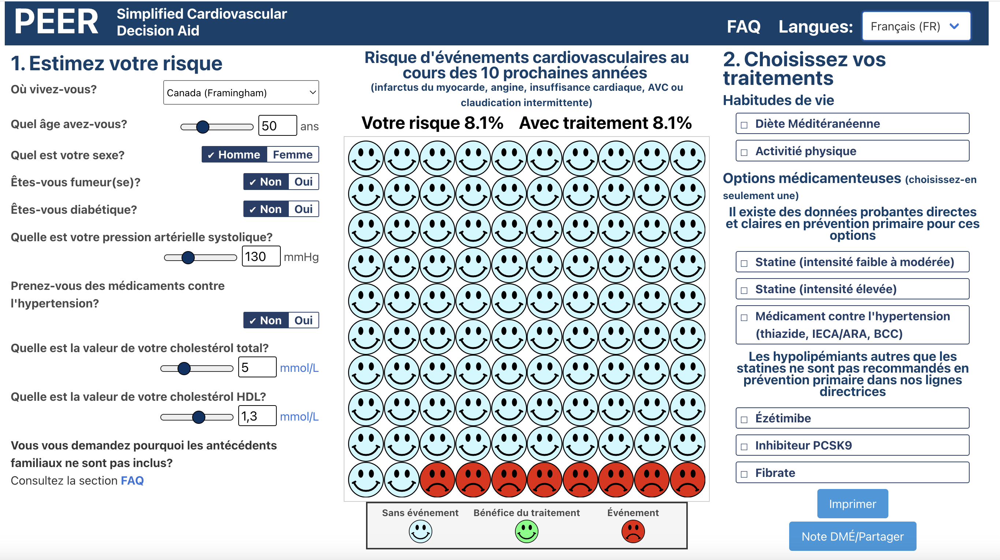 PEER
Simplified Cardiovascular
Decision Aid
FAQ
Langues:
Français (FR)
1. Estimez votre risque
Où vivez-vous?
Canada (Framingham)
Quel âge avez-vous?
50 ans
Quel est votre sexe?
✔ Homme Femme
Êtes-vous fumeur(se)?
✔ Non Oui
Êtes-vous diabétique?
✔ Non Oui
Quelle est votre pression artérielle systolique?
130 mmHg
Prenez-vous des médicaments contre
l'hypertension?
✔ Non Oui
Quelle est la valeur de votre cholestérol total?
5 mmol/L
Quelle est la valeur de votre cholestérol HDL?
1,3 mmol/L
Vous vous demandez pourquoi les antécédents
familiaux ne sont pas inclus?
Consultez la section FAQ
Risque d'événements cardiovasculaires au
cours des 10 prochaines années
(infarctus du myocarde, angine, insuffisance cardiaque, AVC ou
claudication intermittente)
Votre risque 8.1% Avec traitement 8.1%
Sans événement Bénéfice du traitement Événement
2. Choisissez vos
traitements
Habitudes de vie
Diète Méditéranéenne
Activitié physique
Options médicamenteuses (choisissez-en
seulement une)
Il existe des données probantes directes
et claires en prévention primaire pour ces
options
Statine (intensité faible à modérée)
Statine (intensité élevée)
Médicament contre l'hypertension
(thiazide, IECA/ARA, BCC)
Les hypolipémiants autres que les
statines ne sont pas recommandés en
prévention primaire dans nos lignes
directrices
Ézétimibe
Inhibiteur PCSK9
Fibrate
Imprimer
Note DMÉ/Partager